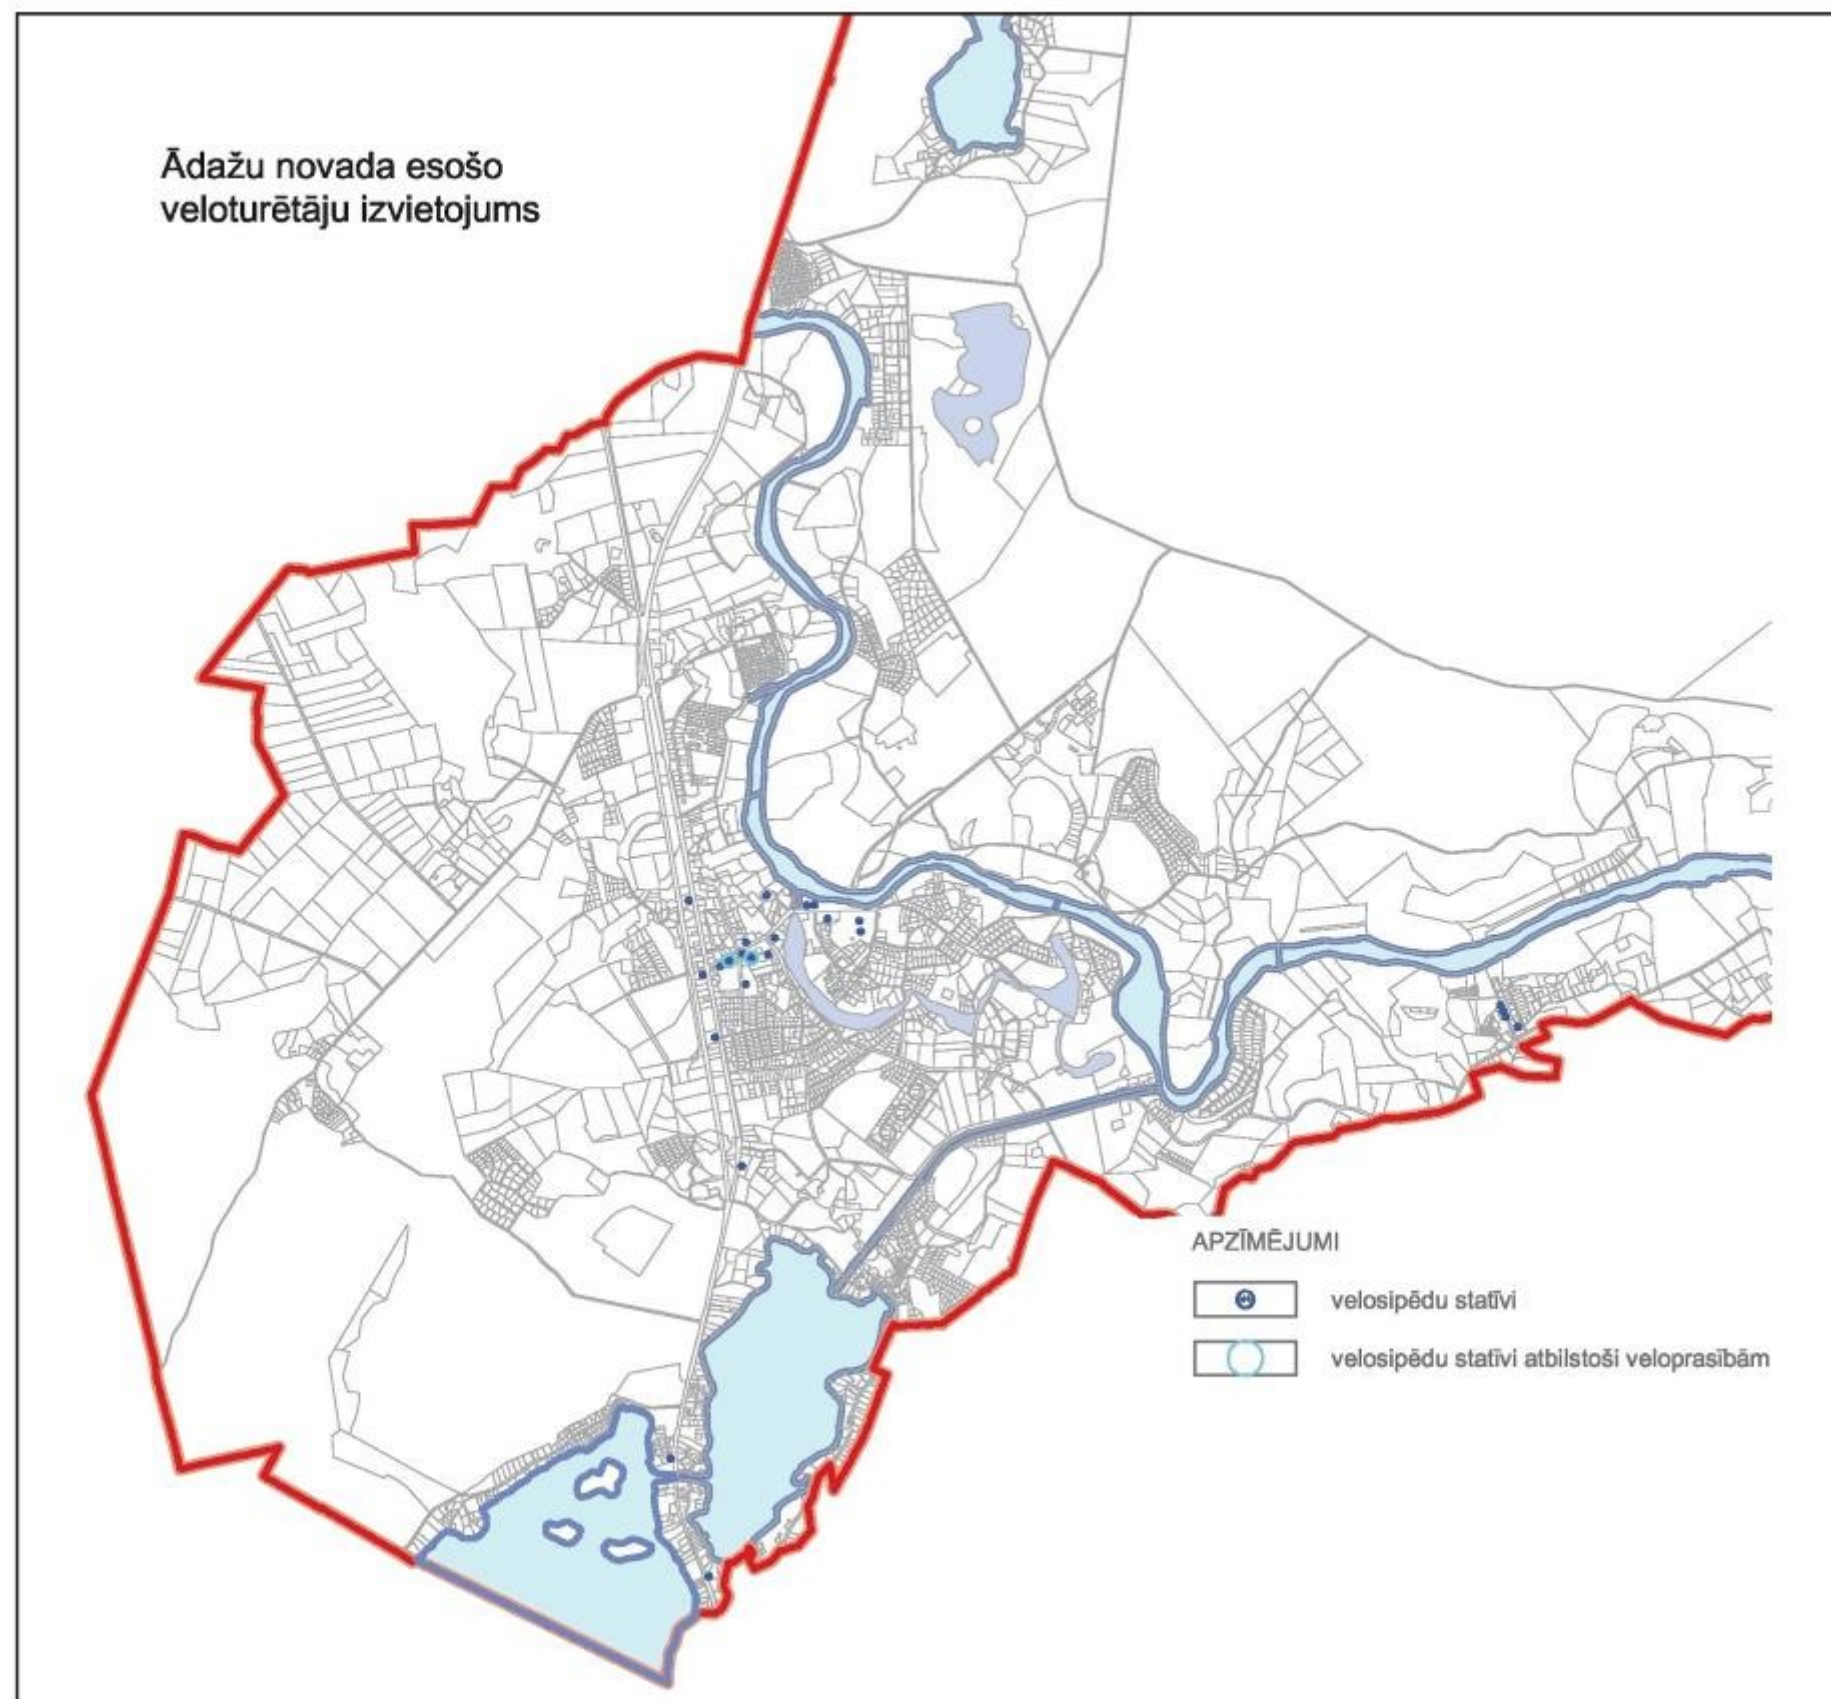 Ādažu novada esošo
veloturētāju izvietojums
APZĪMĒJUMI
velosipēdu statīvi
velosipēdu statīvi atbilstoši veloprasībām